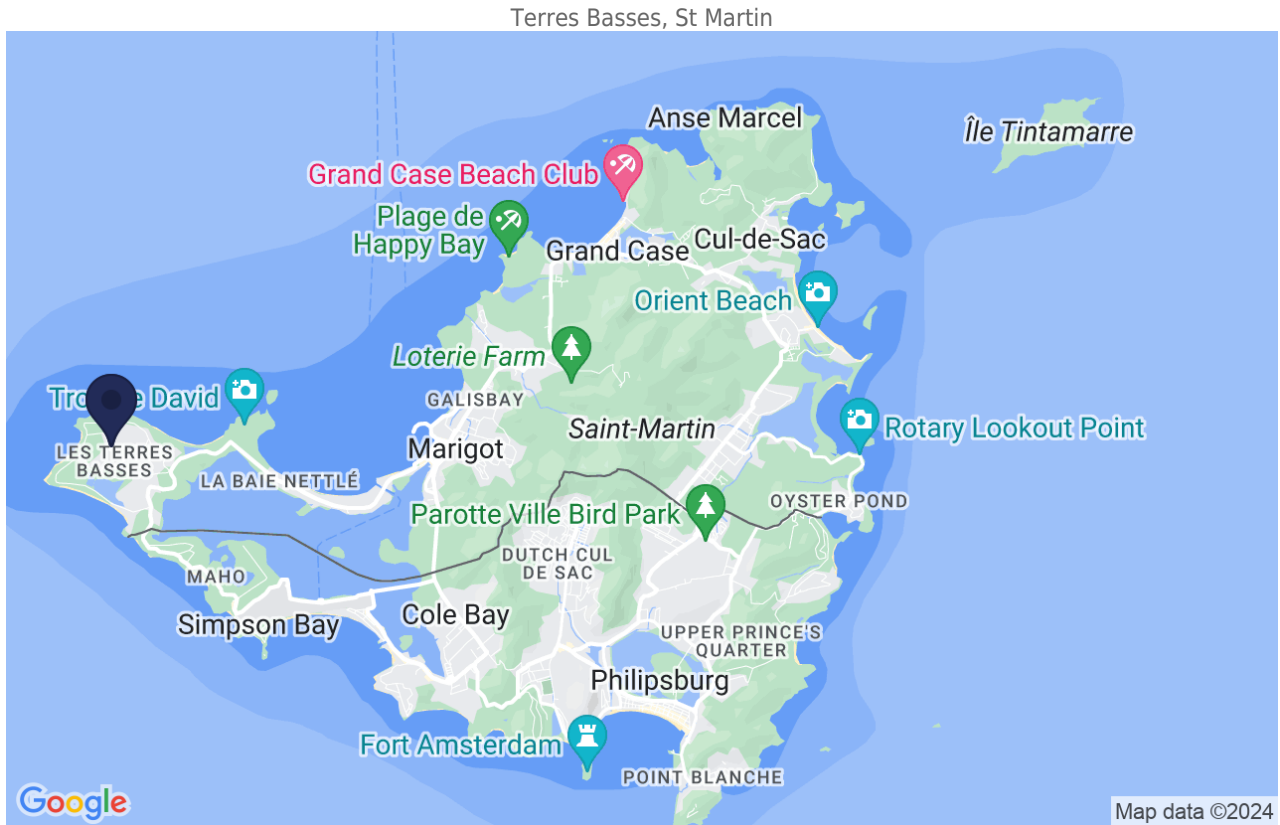 Terres Basses, St Martin
Anse Marcel
Île Tintamarre
Grand Case Beach Club
Plage de
Happy Bay
Grand Case
Cul-de-Sac
Orient Beach
Loterie Farm
David
GALISBAY
Saint-Martin
Rotary Lookout Point
LES TERRES
BASSES
Marigot
LA BAIE NETTLÉ
OYSTER POND
Parotte Ville Bird Park
DUTCH CUL
DE SAC
MAHO
Simpson Bay
Cole Bay
UPPER PRINCE'S
QUARTER
Philipsburg
Fort Amsterdam
POINT BLANCHE
Google
Map data ©2024